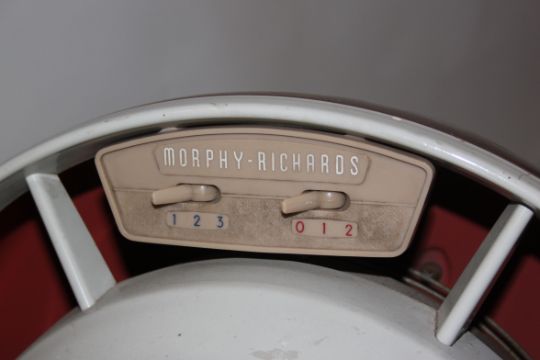 MORPHY-RICHARDS
1 2 3 0 1 2